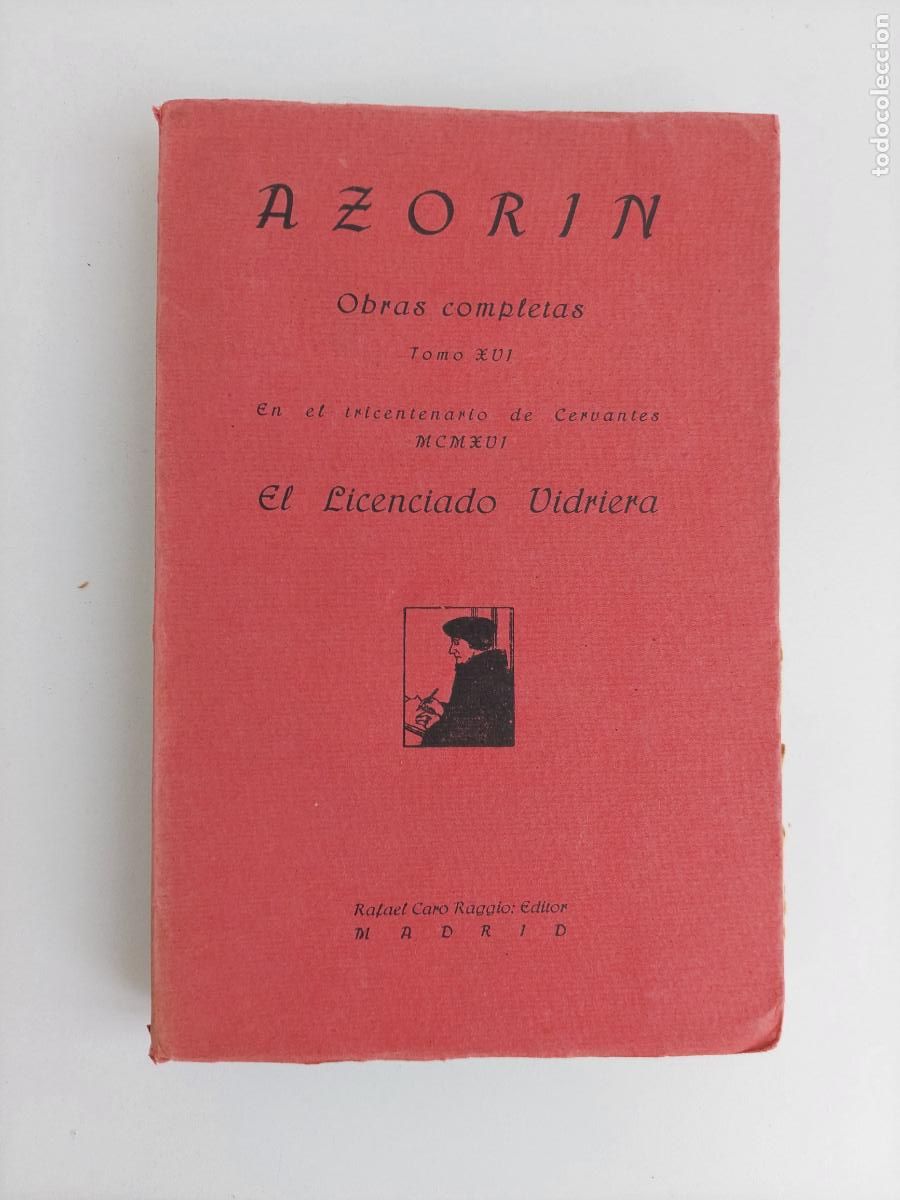 AZORIN
Obras completas
Tomo XVI
En el tricentenario de Cervantes
MCMXVI
El Licenciado Vidriera
Rafael Caro Raggio: Editor
MADRID
todocoleccion